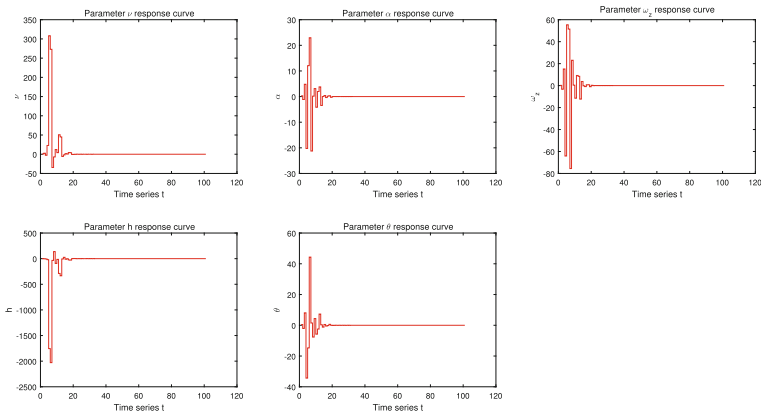 Parameter ν response curve
350
300
250
200
150
100
50
0
-50
ν
0 20 40 60 80 100 120
Time series t
Parameter α response curve
30
20
10
0
-10
-20
-30
α
0 20 40 60 80 100 120
Time series t
Parameter ω_z response curve
60
40
20
0
-20
-40
-60
-80
ω_z
0 20 40 60 80 100 120
Time series t
Parameter h response curve
500
0
-500
-1000
-1500
-2000
-2500
h
0 20 40 60 80 100 120
Time series t
Parameter θ response curve
60
40
20
0
-20
-40
θ
0 20 40 60 80 100 120
Time series t